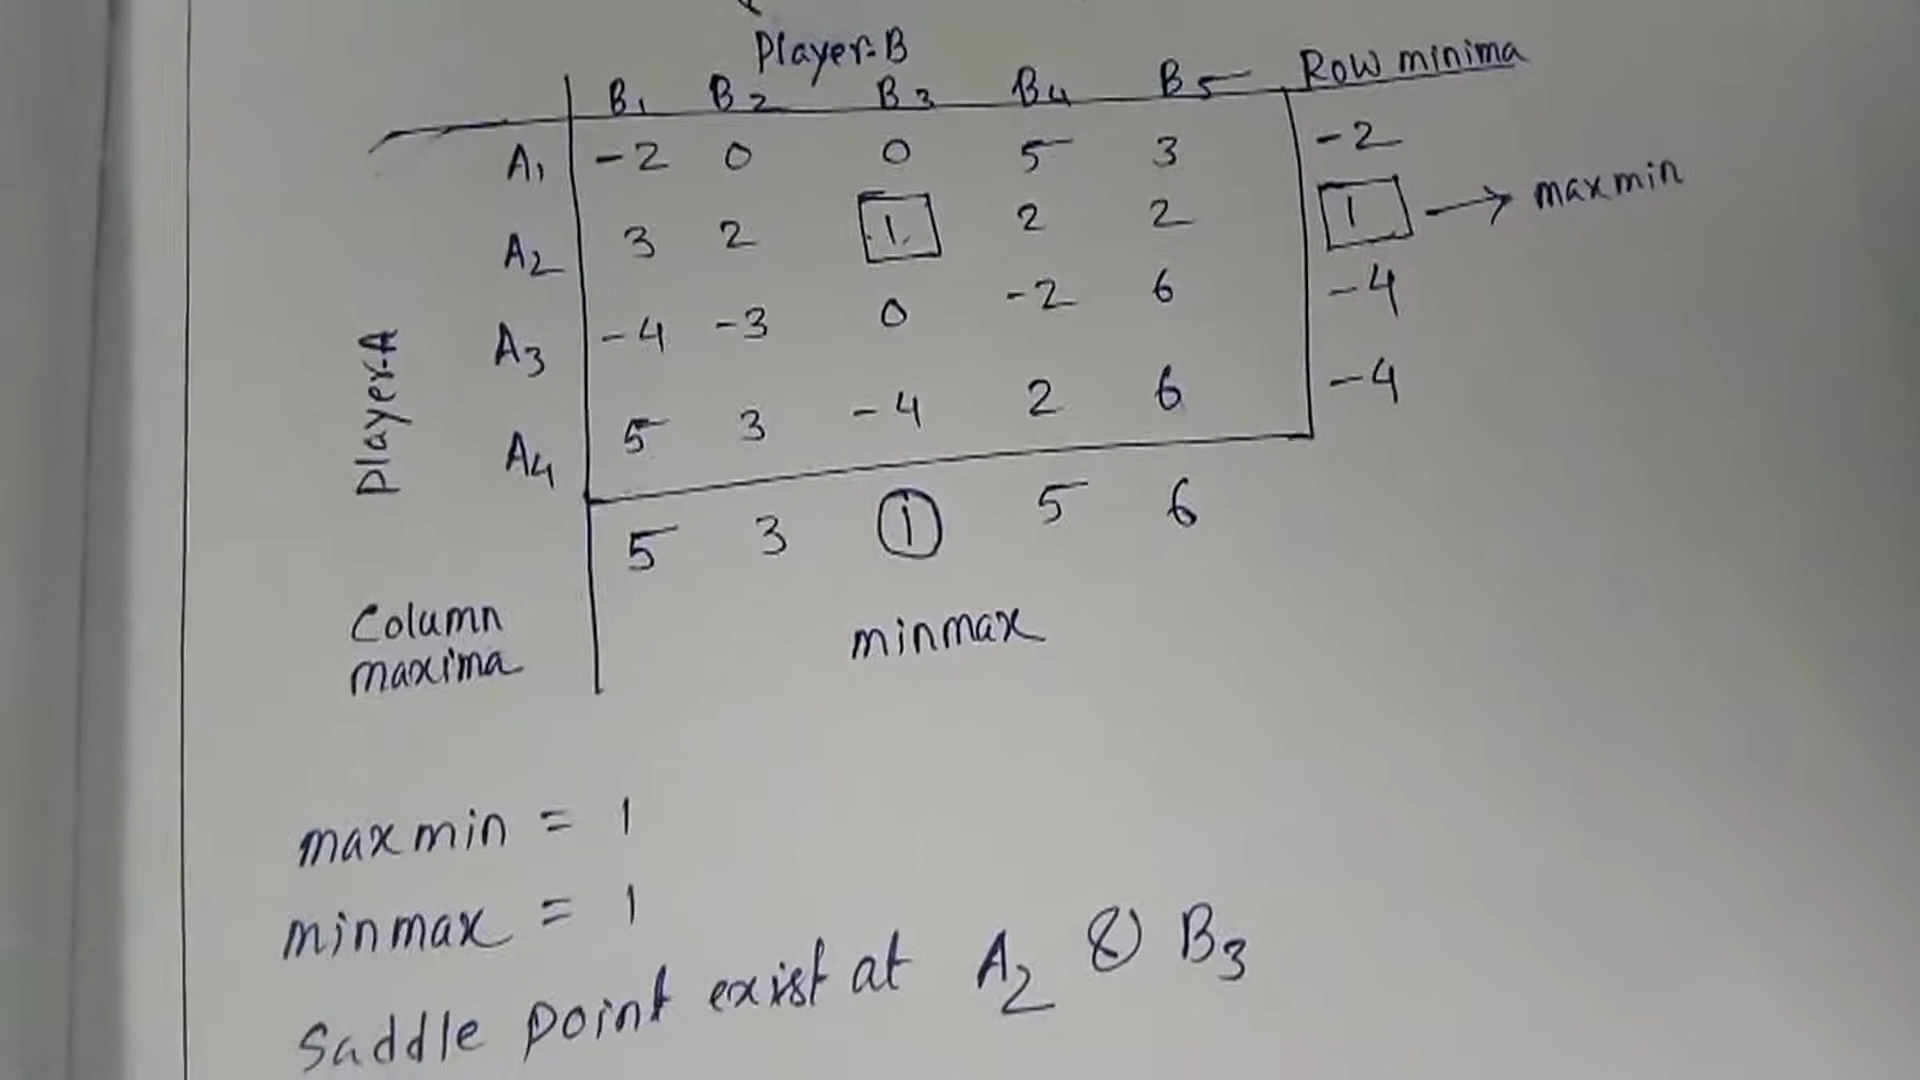 Player-B
B1 B2 B3 B4 B5 Row minima
A1 -2 0 0 5 3 -2
A2 3 2 1 2 2 1 → maxmin
A3 -4 -3 0 -2 6 -4
A4 5 3 -4 2 6 -4
Player-A
5 3 1 5 6
Column
maxima
minmax
maxmin = 1
minmax = 1
Saddle point exist at A2 & B3